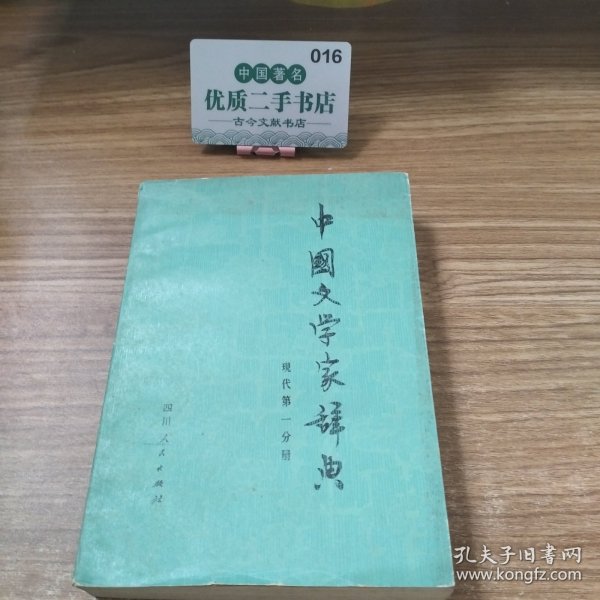 016
中国著名
优质二手书店
古今文献书店
中國文学家辞典
现代第一分册
四川人民出版社
孔夫子旧书网
www.kongfz.com